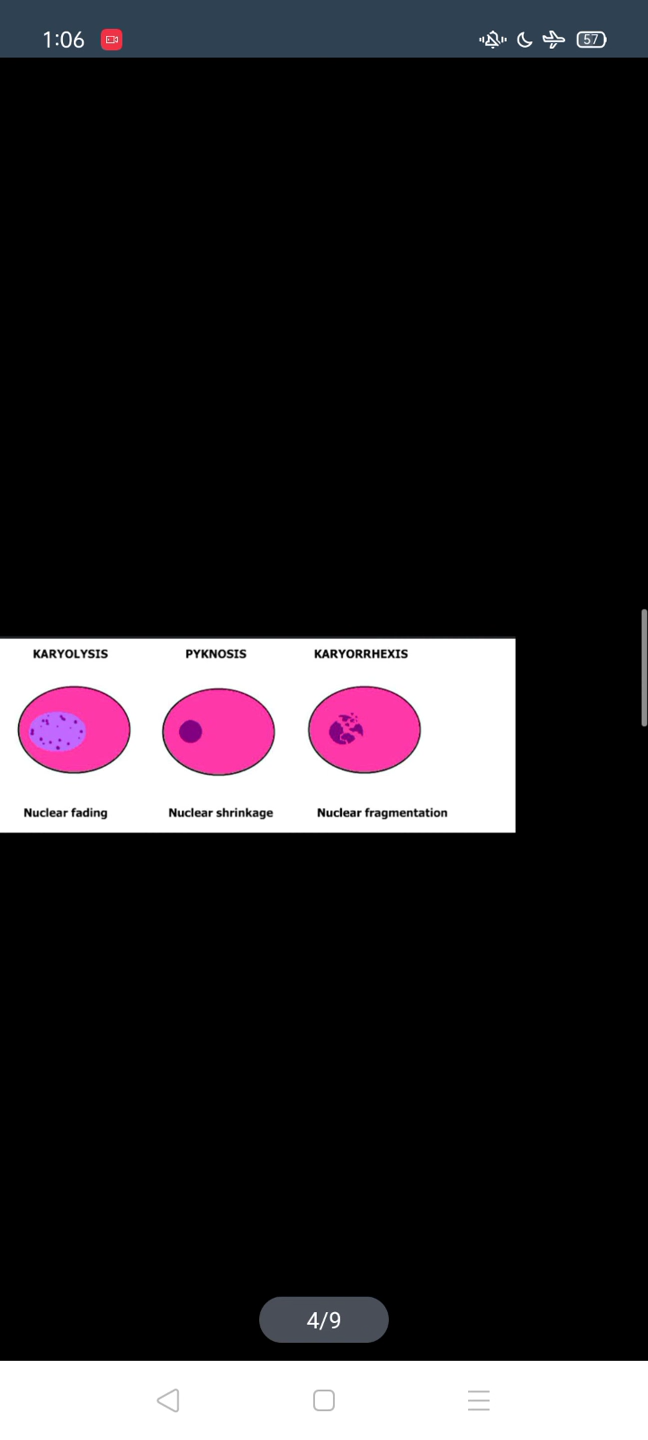 1:06
57
KARYOLYSIS PYKNOSIS KARYORRHEXIS
Nuclear fading Nuclear shrinkage Nuclear fragmentation
4/9